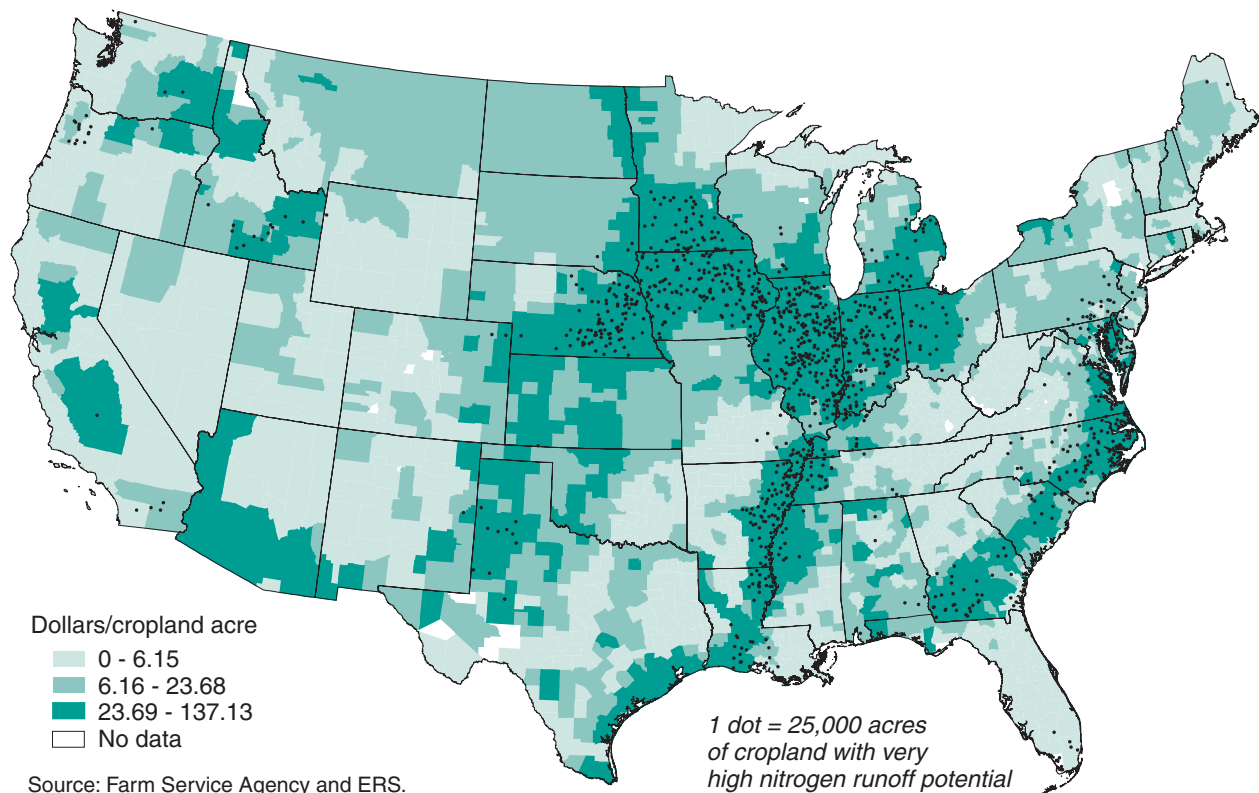 Dollars/cropland acre
0 - 6.15
6.16 - 23.68
23.69 - 137.13
No data
Source: Farm Service Agency and ERS.
1 dot = 25,000 acres
of cropland with very
high nitrogen runoff potential